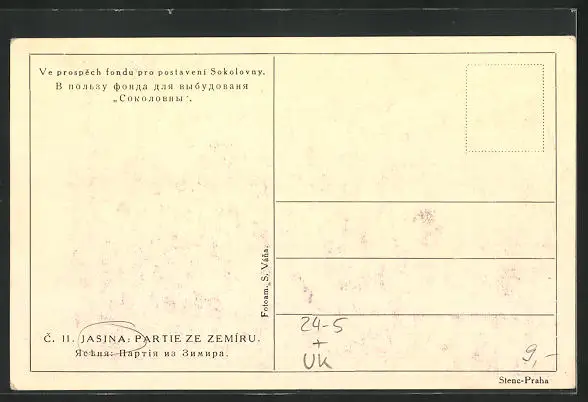 Ve prospěch fondu pro postavení Sokolovny.
В пользу фонда для выбудованя
„Соколовны".
Fotoam. S. Váňa.
Č. 11. JASINA: PARTIE ZE ZEMÍRU.
Ясѣня: Партія из Зимира.
24-5
+
UK
9,-
Stenc-Praha